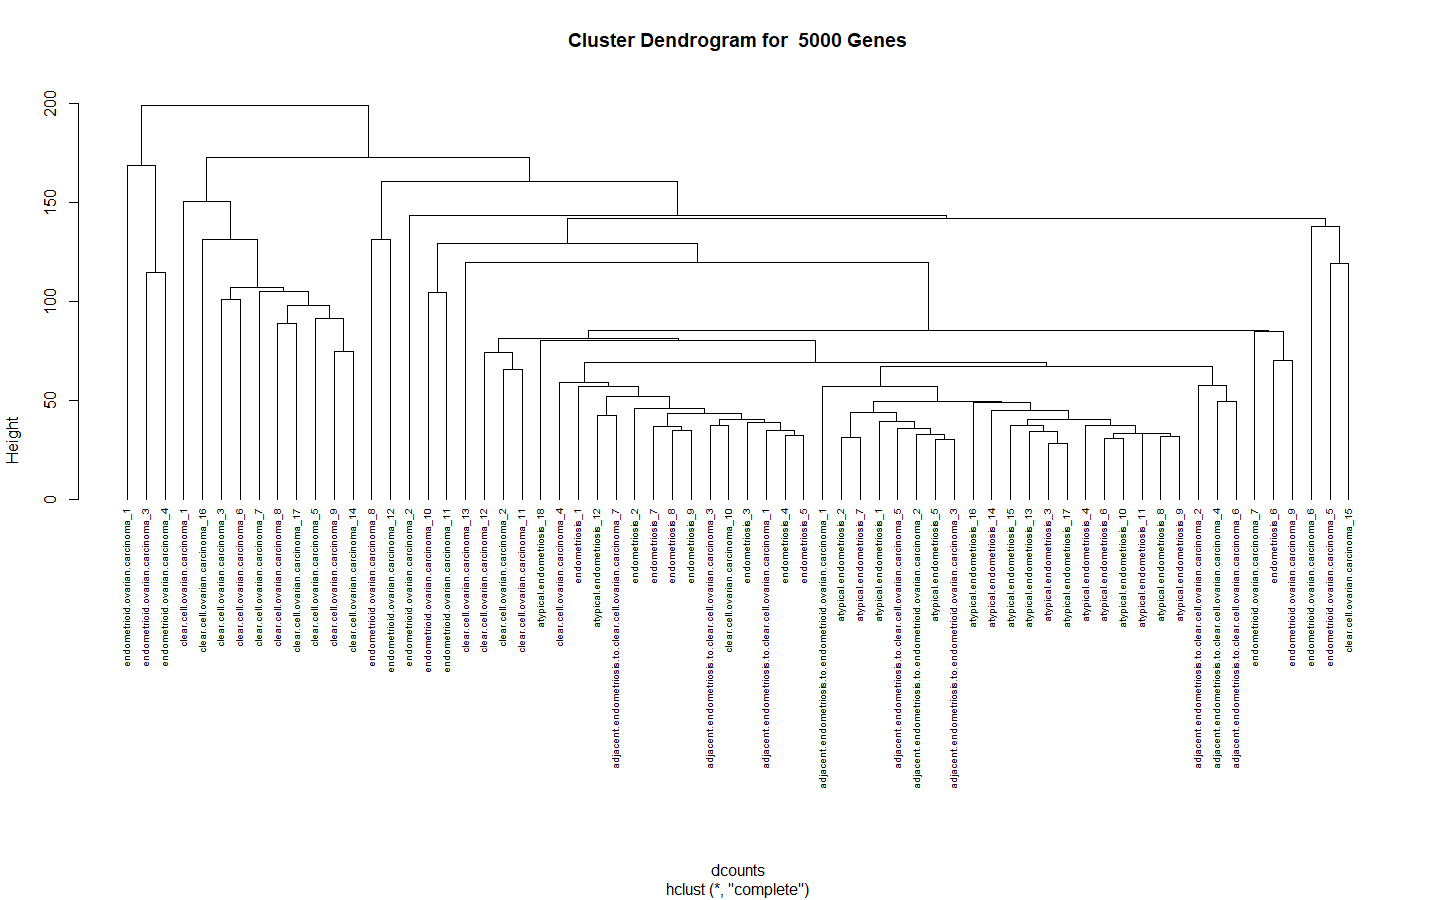 Cluster Dendrogram for 5000 Genes
Height
0
50
100
150
200
endometrioid.ovarian.carcinoma_1
endometrioid.ovarian.carcinoma_3
endometrioid.ovarian.carcinoma_4
clear.cell.ovarian.carcinoma_1
clear.cell.ovarian.carcinoma_16
clear.cell.ovarian.carcinoma_3
clear.cell.ovarian.carcinoma_6
clear.cell.ovarian.carcinoma_7
clear.cell.ovarian.carcinoma_8
clear.cell.ovarian.carcinoma_17
clear.cell.ovarian.carcinoma_5
clear.cell.ovarian.carcinoma_9
clear.cell.ovarian.carcinoma_14
endometrioid.ovarian.carcinoma_8
endometrioid.ovarian.carcinoma_12
endometrioid.ovarian.carcinoma_2
endometrioid.ovarian.carcinoma_10
endometrioid.ovarian.carcinoma_11
clear.cell.ovarian.carcinoma_13
clear.cell.ovarian.carcinoma_12
clear.cell.ovarian.carcinoma_2
clear.cell.ovarian.carcinoma_11
atypical.endometriosis_18
clear.cell.ovarian.carcinoma_4
endometriosis_1
atypical.endometriosis_12
adjacent.endometriosis.to.clear.cell.ovarian.carcinoma_7
endometriosis_2
endometriosis_7
endometriosis_8
endometriosis_9
adjacent.endometriosis.to.clear.cell.ovarian.carcinoma_3
clear.cell.ovarian.carcinoma_10
endometriosis_3
adjacent.endometriosis.to.clear.cell.ovarian.carcinoma_1
endometriosis_4
endometriosis_5
adjacent.endometriosis.to.endometrioid.ovarian.carcinoma_1
atypical.endometriosis_2
atypical.endometriosis_7
atypical.endometriosis_1
adjacent.endometriosis.to.clear.cell.ovarian.carcinoma_5
adjacent.endometriosis.to.endometrioid.ovarian.carcinoma_2
atypical.endometriosis_5
adjacent.endometriosis.to.endometrioid.ovarian.carcinoma_3
atypical.endometriosis_16
atypical.endometriosis_14
atypical.endometriosis_15
atypical.endometriosis_13
atypical.endometriosis_3
atypical.endometriosis_17
atypical.endometriosis_4
atypical.endometriosis_6
atypical.endometriosis_10
atypical.endometriosis_11
atypical.endometriosis_8
atypical.endometriosis_9
adjacent.endometriosis.to.clear.cell.ovarian.carcinoma_2
adjacent.endometriosis.to.clear.cell.ovarian.carcinoma_4
adjacent.endometriosis.to.clear.cell.ovarian.carcinoma_6
endometrioid.ovarian.carcinoma_7
endometriosis_6
endometrioid.ovarian.carcinoma_9
endometrioid.ovarian.carcinoma_6
endometrioid.ovarian.carcinoma_5
clear.cell.ovarian.carcinoma_15
dcounts
hclust (*, "complete")